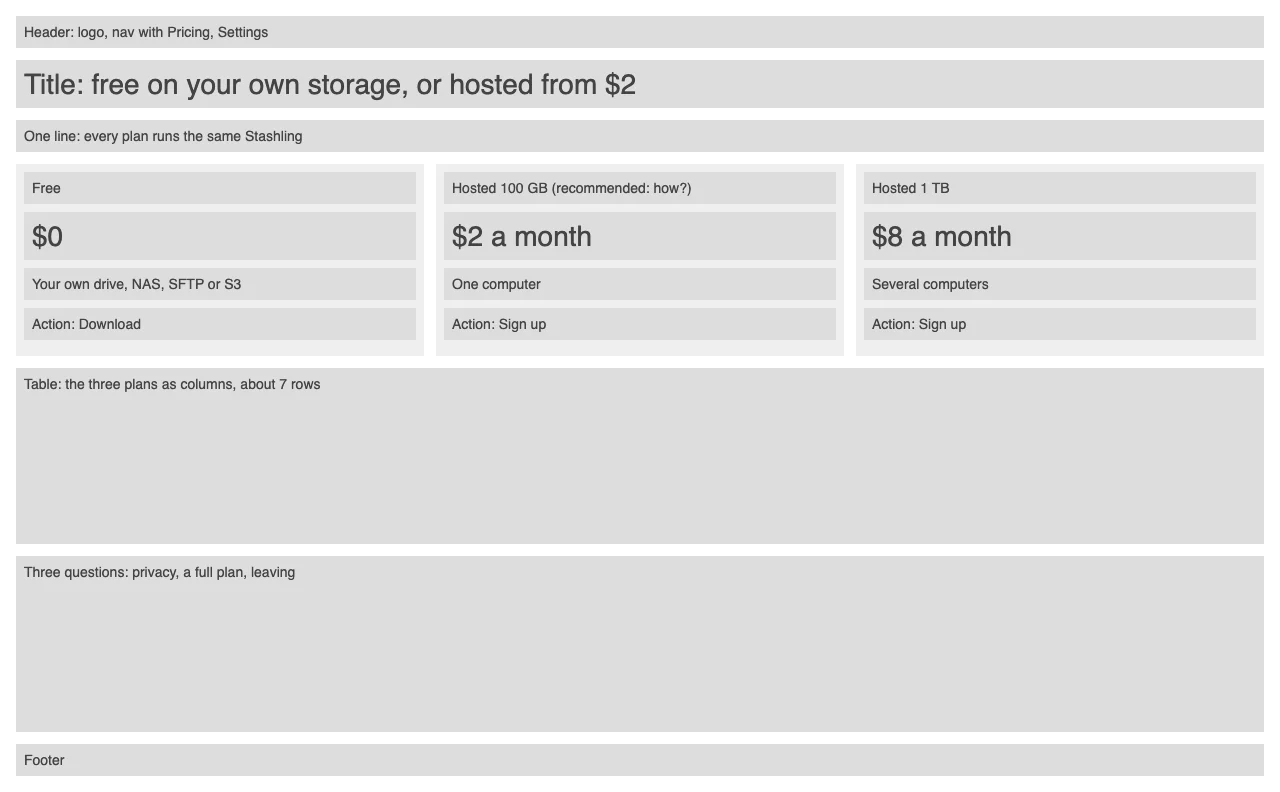 Header: logo, nav with Pricing, Settings
Title: free on your own storage, or hosted from $2
One line: every plan runs the same Stashling
Free
$0
Your own drive, NAS, SFTP or S3
Action: Download
Hosted 100 GB (recommended: how?)
$2 a month
One computer
Action: Sign up
Hosted 1 TB
$8 a month
Several computers
Action: Sign up
Table: the three plans as columns, about 7 rows
Three questions: privacy, a full plan, leaving
Footer